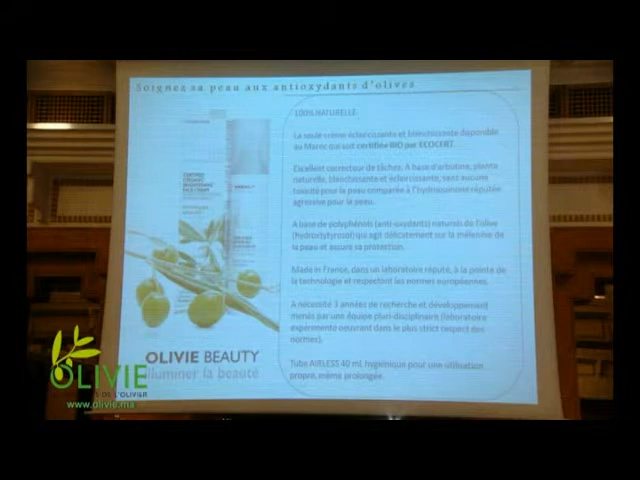 Soignez sa peau aux antioxydants d'olives
100% NATURELLE
La seule crème éclaircissante et blanchissante disponible
au Maroc qui soit certifiée BIO par ECOCERT.
Excellent correcteur de tâches. A base d'arbutine, plante
naturelle, blanchissante et éclaircissante, sans aucune
toxicité pour la peau comparée à l'hydroquinone réputée
agressive pour la peau.
A base de polyphénols (anti-oxydants) naturels de l'olive
(hydroxytyrosol) qui agit délicatement sur la mélanine de
la peau et assure sa protection.
Made in France, dans un laboratoire réputé, à la pointe de
la technologie et respectant les normes européennes.
A nécessité 3 années de recherche et développement
menés par une équipe pluri-disciplinaire (laboratoire
expérimenté oeuvrant dans le plus strict respect des
normes).
Tube AIRLESS 40 ml, hygiénique pour une utilisation
propre, même prolongée.
OLIVIE BEAUTY
illuminer la beauté
OLIVIE
DE L'OLIVIER
www.olivie.ma